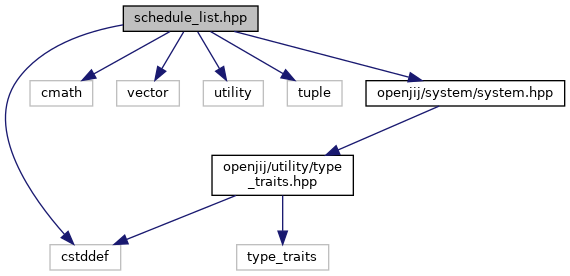 schedule_list.hpp
cmath
vector
utility
tuple
openjij/system/system.hpp
openjij/utility/type
_traits.hpp
cstddef
type_traits